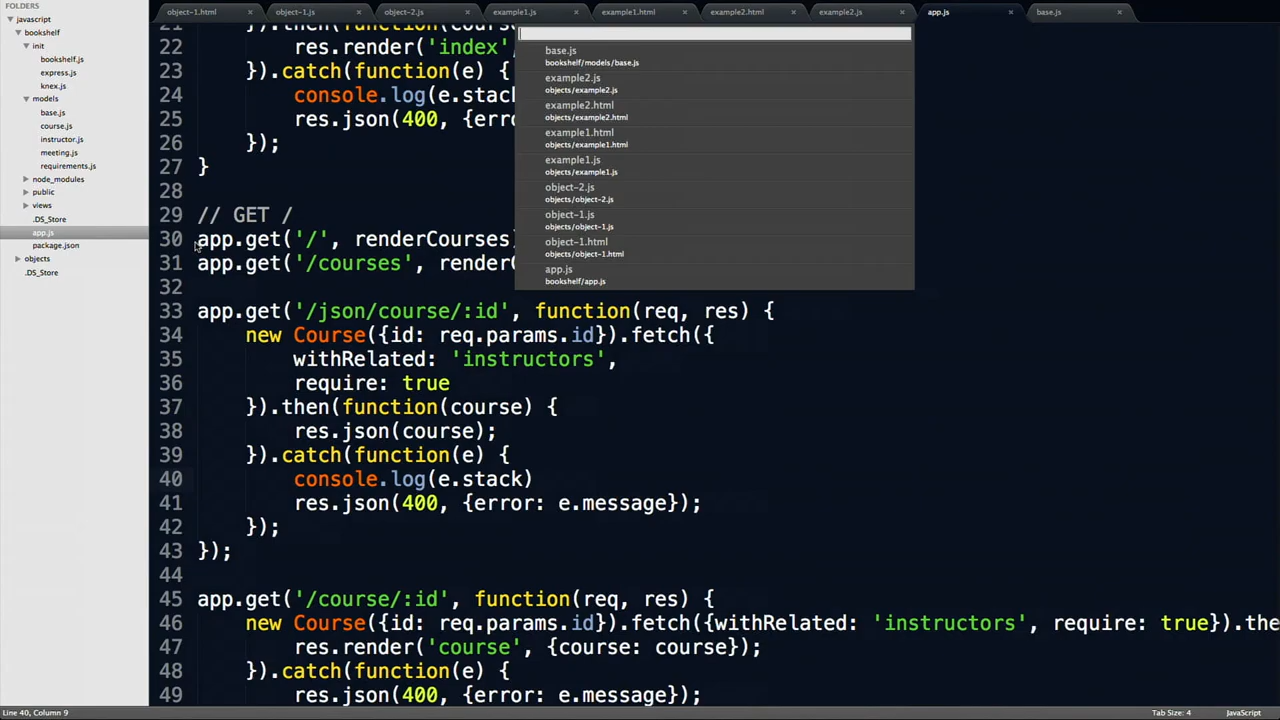 FOLDERS
javascript
bookshelf
init
bookshelf.js
express.js
knex.js
models
base.js
course.js
instructor.js
meeting.js
requirements.js
node_modules
public
views
.DS_Store
app.js
package.json
objects
.DS_Store
object-1.html
object-1.js
object-2.js
example1.js
example1.html
example2.html
example2.js
app.js
base.js
21 }).then(function(cours
22 res.render('index',
23 }).catch(function(e) {
24 console.log(e.stack
25 res.json(400, {erro
26 });
27 }
28
29 // GET /
30 app.get('/', renderCourses)
31 app.get('/courses', renderC
32
33 app.get('/json/course/:id', function(req, res) {
34 new Course({id: req.params.id}).fetch({
35 withRelated: 'instructors',
36 require: true
37 }).then(function(course) {
38 res.json(course);
39 }).catch(function(e) {
40 console.log(e.stack)
41 res.json(400, {error: e.message});
42 });
43 });
44
45 app.get('/course/:id', function(req, res) {
46 new Course({id: req.params.id}).fetch({withRelated: 'instructors', require: true}).the
47 res.render('course', {course: course});
48 }).catch(function(e) {
49 res.json(400, {error: e.message});
base.js
bookshelf/models/base.js
example2.js
objects/example2.js
example2.html
objects/example2.html
example1.html
objects/example1.html
example1.js
objects/example1.js
object-2.js
objects/object-2.js
object-1.js
objects/object-1.js
object-1.html
objects/object-1.html
app.js
bookshelf/app.js
Line 40, Column 9
Tab Size: 4
JavaScript